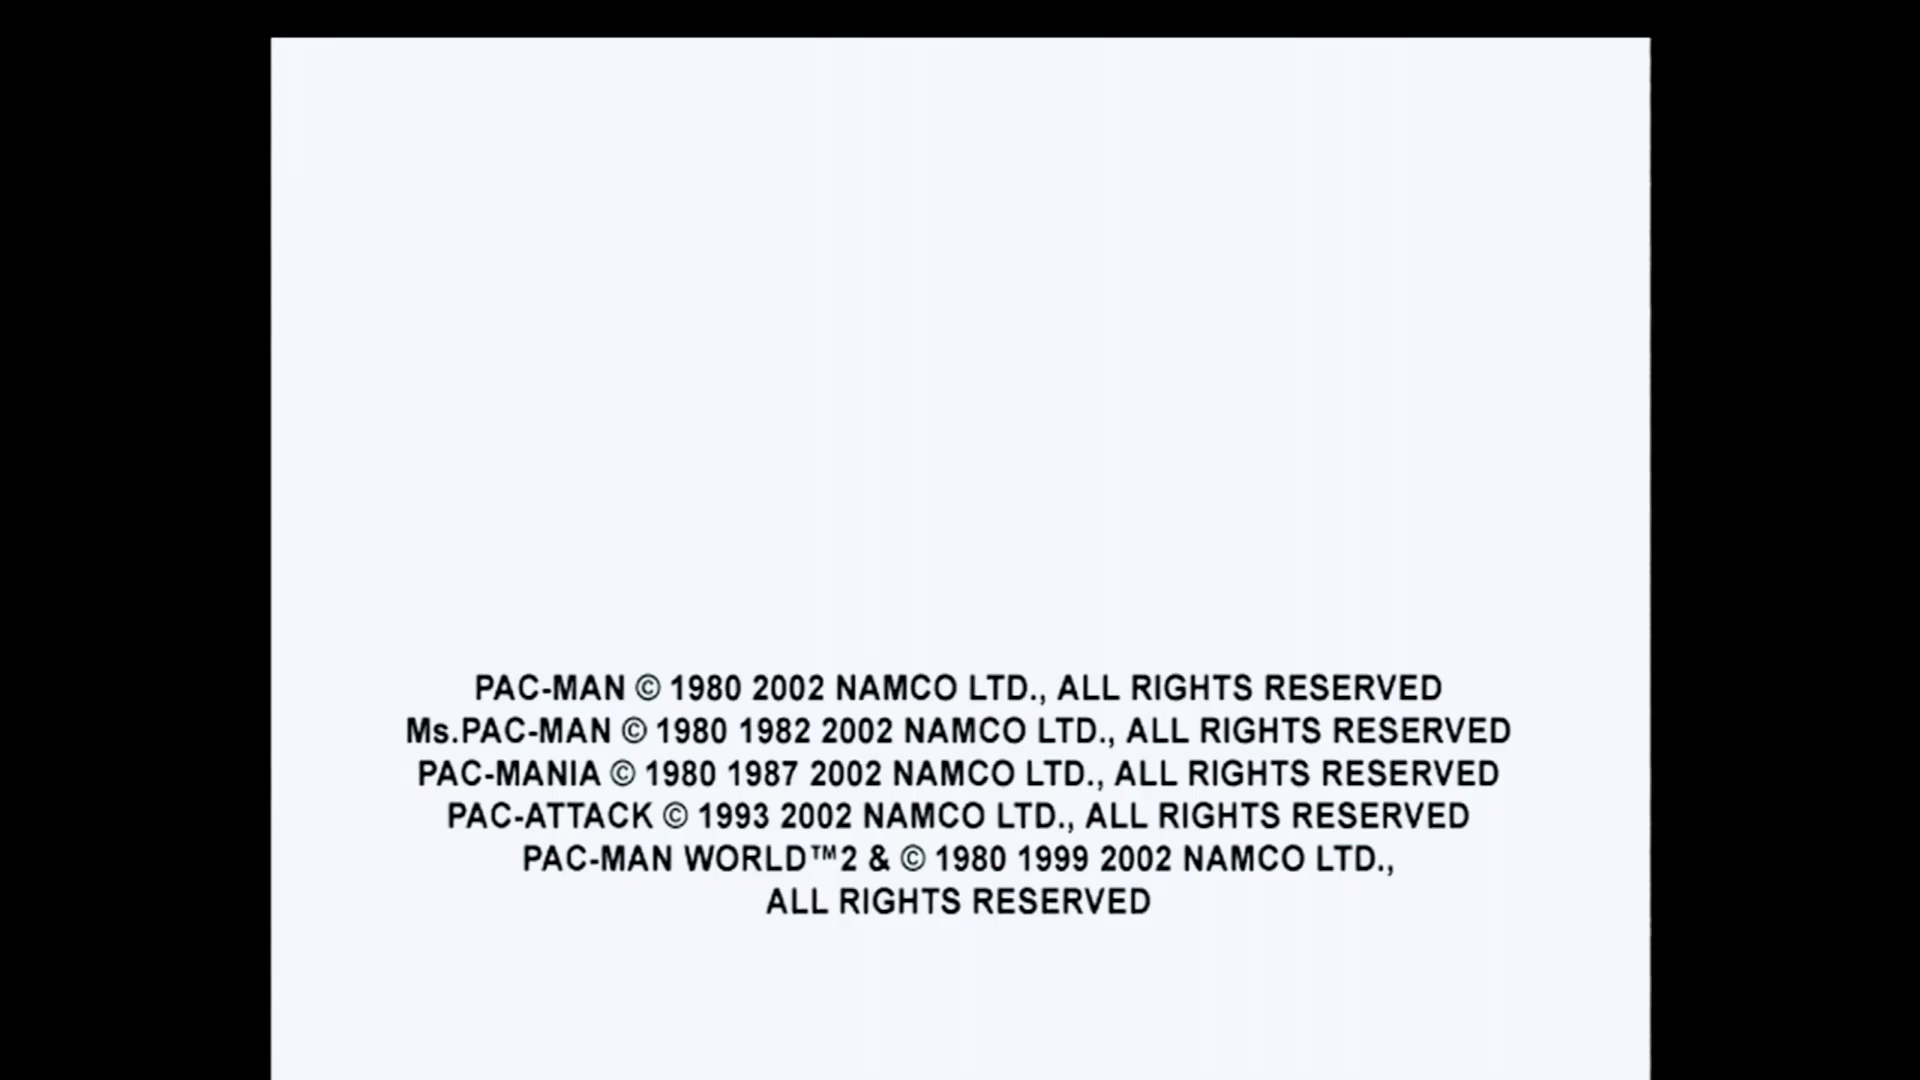 PAC-MAN © 1980 2002 NAMCO LTD., ALL RIGHTS RESERVED
Ms.PAC-MAN © 1980 1982 2002 NAMCO LTD., ALL RIGHTS RESERVED
PAC-MANIA © 1980 1987 2002 NAMCO LTD., ALL RIGHTS RESERVED
PAC-ATTACK © 1993 2002 NAMCO LTD., ALL RIGHTS RESERVED
PAC-MAN WORLD™2 & © 1980 1999 2002 NAMCO LTD.,
ALL RIGHTS RESERVED